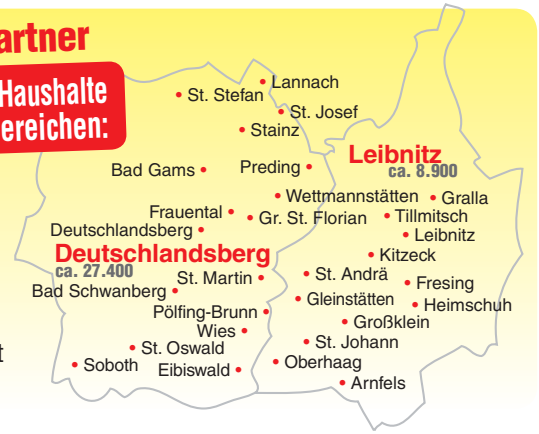 artner
Haushalte
ereichen:
Lannach
St. Stefan
St. Josef
Stainz
Leibnitz
ca. 8.900
Bad Gams
Preding
Wettmannstätten
Gralla
Frauental
Gr. St. Florian
Tillmitsch
Deutschlandsberg
Leibnitz
Deutschlandsberg
ca. 27.400
Kitzeck
St. Martin
St. Andrä
Fresing
Bad Schwanberg
Gleinstätten
Heimschuh
Pölfing-Brunn
Großklein
Wies
St. Johann
St. Oswald
t
Soboth
Eibiswald
Oberhaag
Arnfels